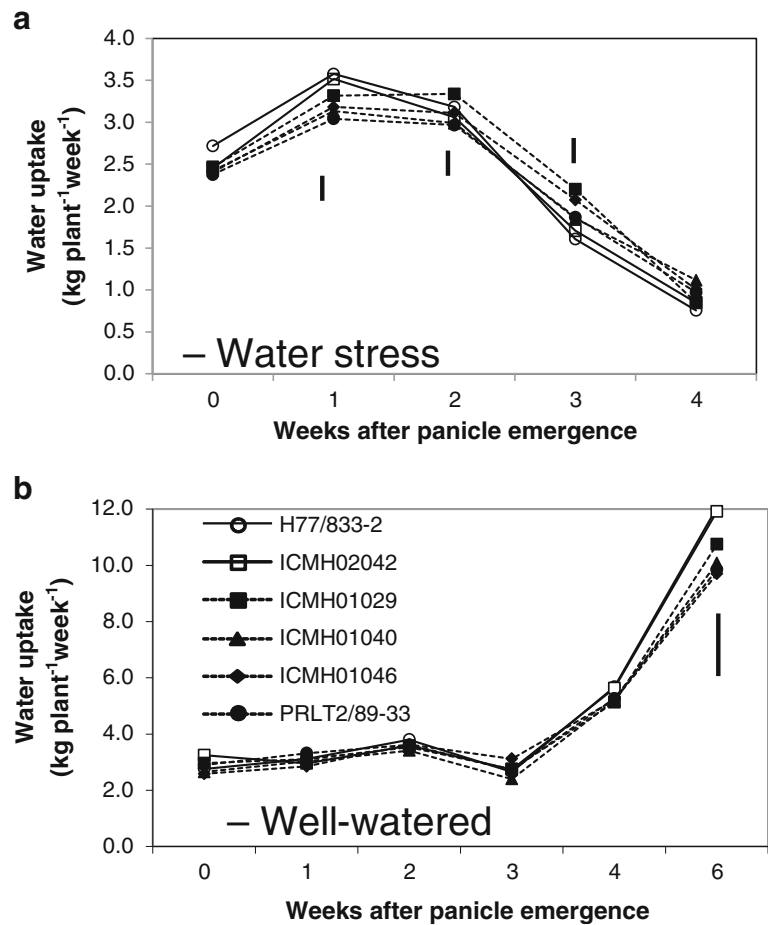 a
Water uptake
(kg plant⁻¹week⁻¹)
4.0
3.5
3.0
2.5
2.0
1.5
1.0
0.5
0.0
– Water stress
0 1 2 3 4
Weeks after panicle emergence
b
Water uptake
(kg plant⁻¹week⁻¹)
12.0
10.0
8.0
6.0
4.0
2.0
0.0
H77/833-2
ICMH02042
ICMH01029
ICMH01040
ICMH01046
PRLT2/89-33
– Well-watered
0 1 2 3 4 6
Weeks after panicle emergence